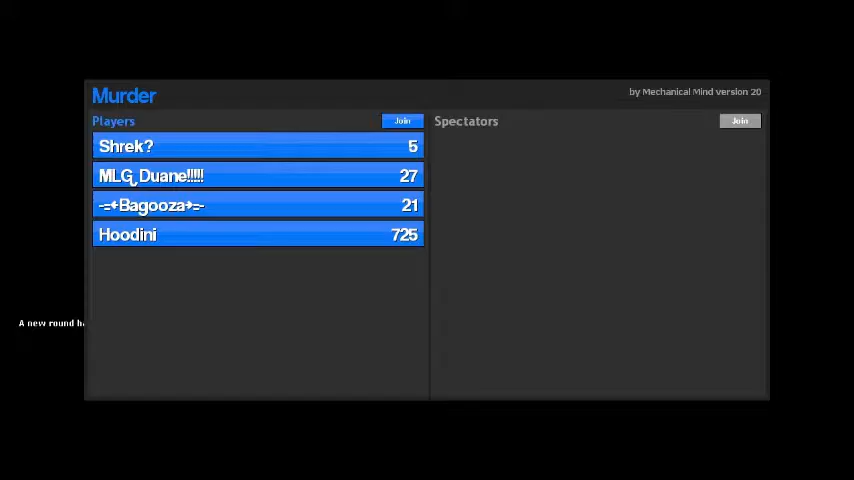 Murder
by Mechanical Mind version 20
Players
Join
Spectators
Join
Shrek? 5
MLG Duane!!!!! 27
-=+Bagooza+=- 21
Hoodini 725
A new round